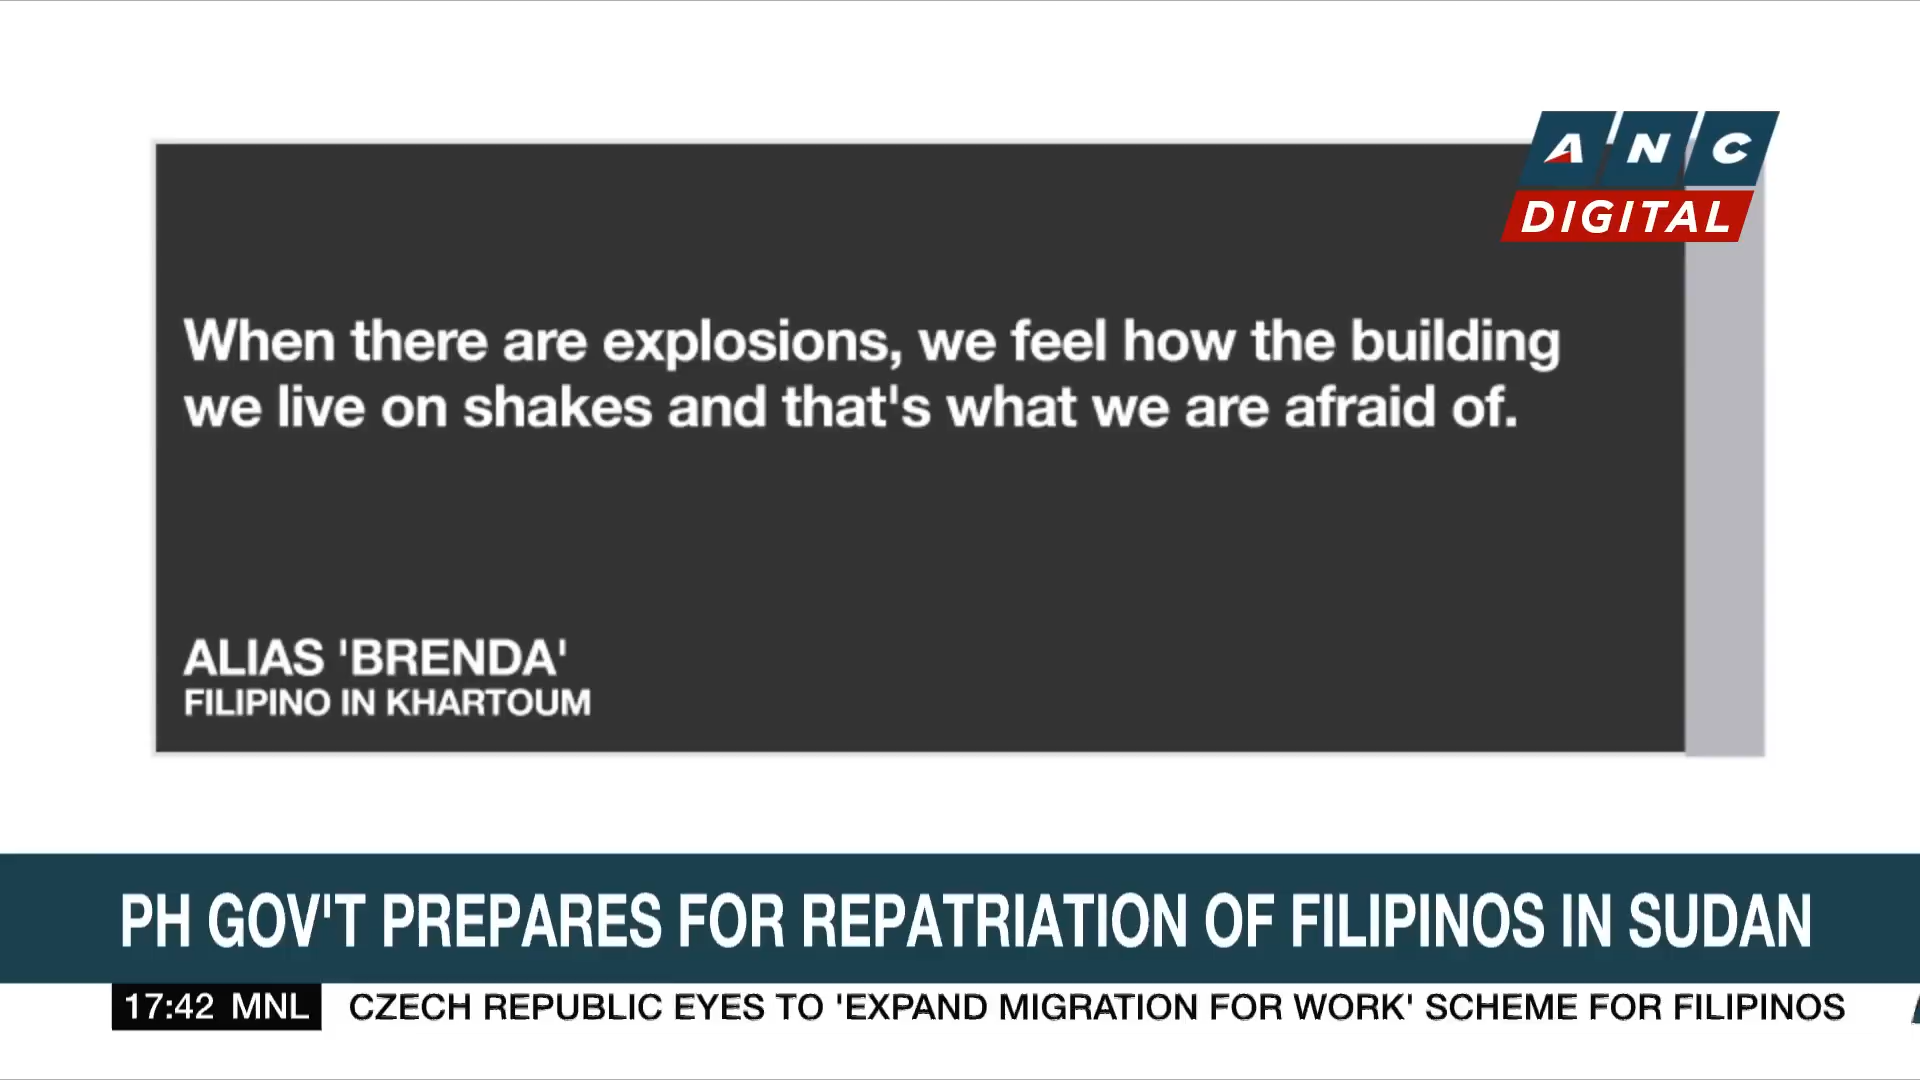 ANC
DIGITAL
When there are explosions, we feel how the building
we live on shakes and that's what we are afraid of.
ALIAS 'BRENDA'
FILIPINO IN KHARTOUM
PH GOV'T PREPARES FOR REPATRIATION OF FILIPINOS IN SUDAN
17:42 MNL CZECH REPUBLIC EYES TO 'EXPAND MIGRATION FOR WORK' SCHEME FOR FILIPINOS